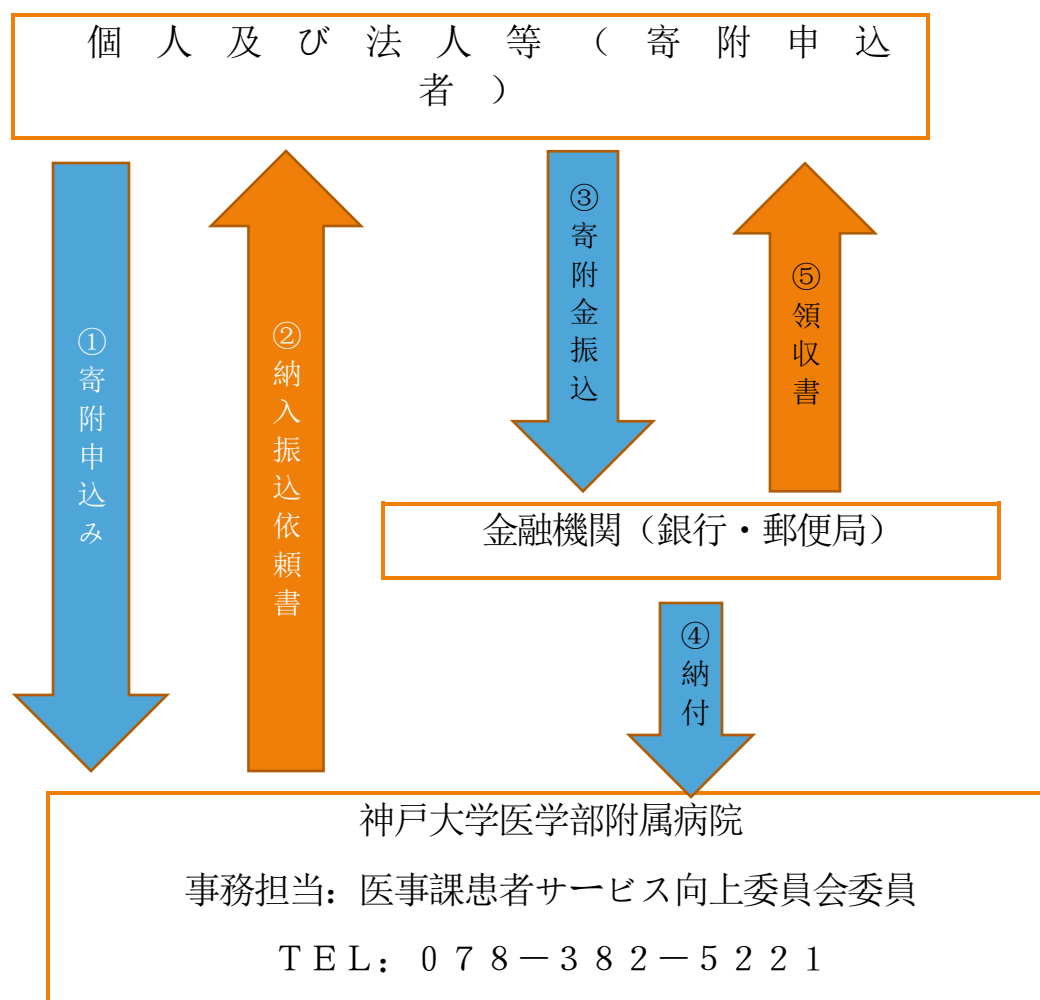 個人及び法人等（寄附申込
者）
①寄附申込み
②納入振込依頼書
③寄附金振込
⑤領収書
金融機関（銀行・郵便局）
④納付
神戸大学医学部附属病院
事務担当：医事課患者サービス向上委員会委員
ＴＥＬ：０７８－３８２－５２２１